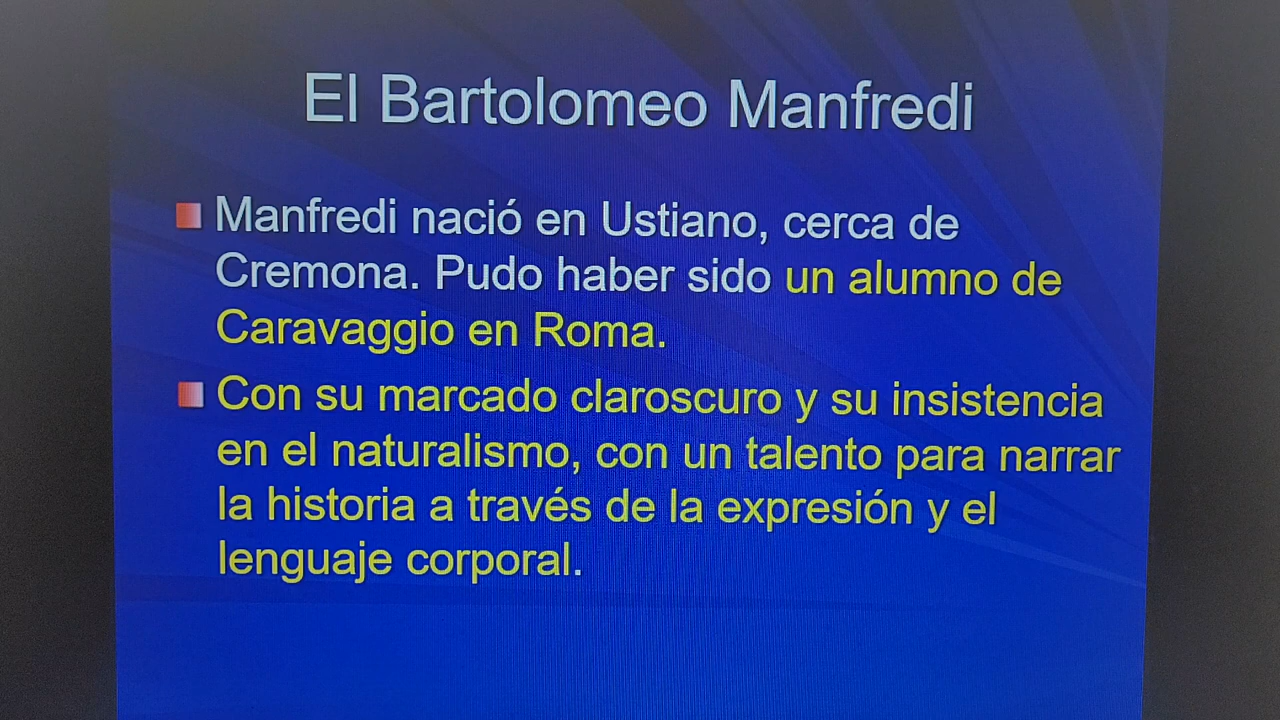 El Bartolomeo Manfredi
Manfredi nació en Ustiano, cerca de
Cremona. Pudo haber sido un alumno de
Caravaggio en Roma.
Con su marcado claroscuro y su insistencia
en el naturalismo, con un talento para narrar
la historia a través de la expresión y el
lenguaje corporal.